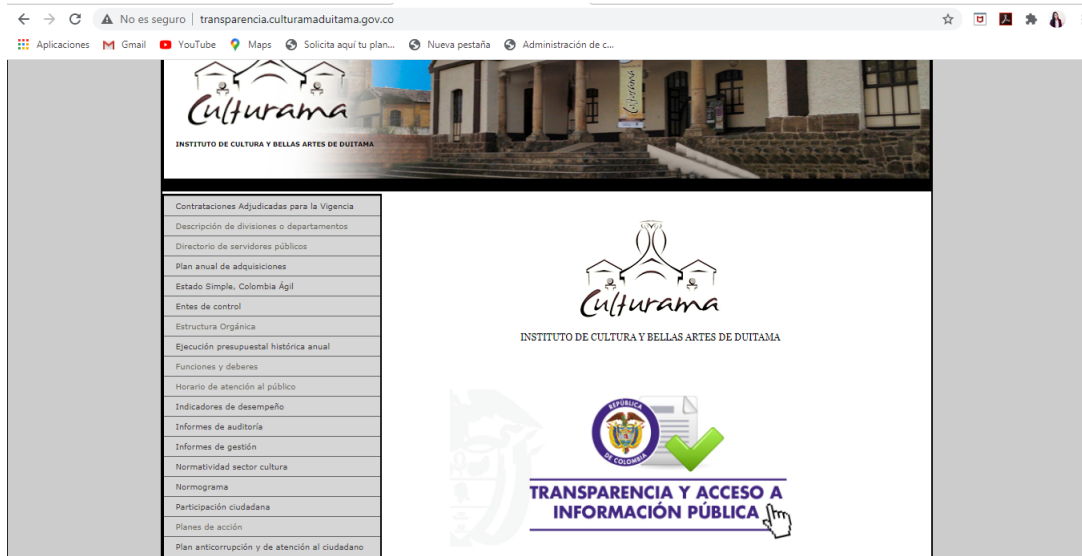 No es seguro | transparencia.culturamaduitama.gov.co
Aplicaciones Gmail YouTube Maps Solicita aquí tu plan... Nueva pestaña Administración de c...
Culturama
INSTITUTO DE CULTURA Y BELLAS ARTES DE DUITAMA
Culturama
Contrataciones Adjudicadas para la Vigencia
Descripción de divisiones o departamentos
Directorio de servidores públicos
Plan anual de adquisiciones
Estado Simple, Colombia Ágil
Entes de control
Estructura Orgánica
Ejecución presupuestal histórica anual
Funciones y deberes
Horario de atención al público
Indicadores de desempeño
Informes de auditoría
Informes de gestión
Normatividad sector cultura
Normograma
Participación ciudadana
Planes de acción
Plan anticorrupción y de atención al ciudadano
Culturama
INSTITUTO DE CULTURA Y BELLAS ARTES DE DUITAMA
REPÚBLICA
DE COLOMBIA
TRANSPARENCIA Y ACCESO A
INFORMACIÓN PÚBLICA